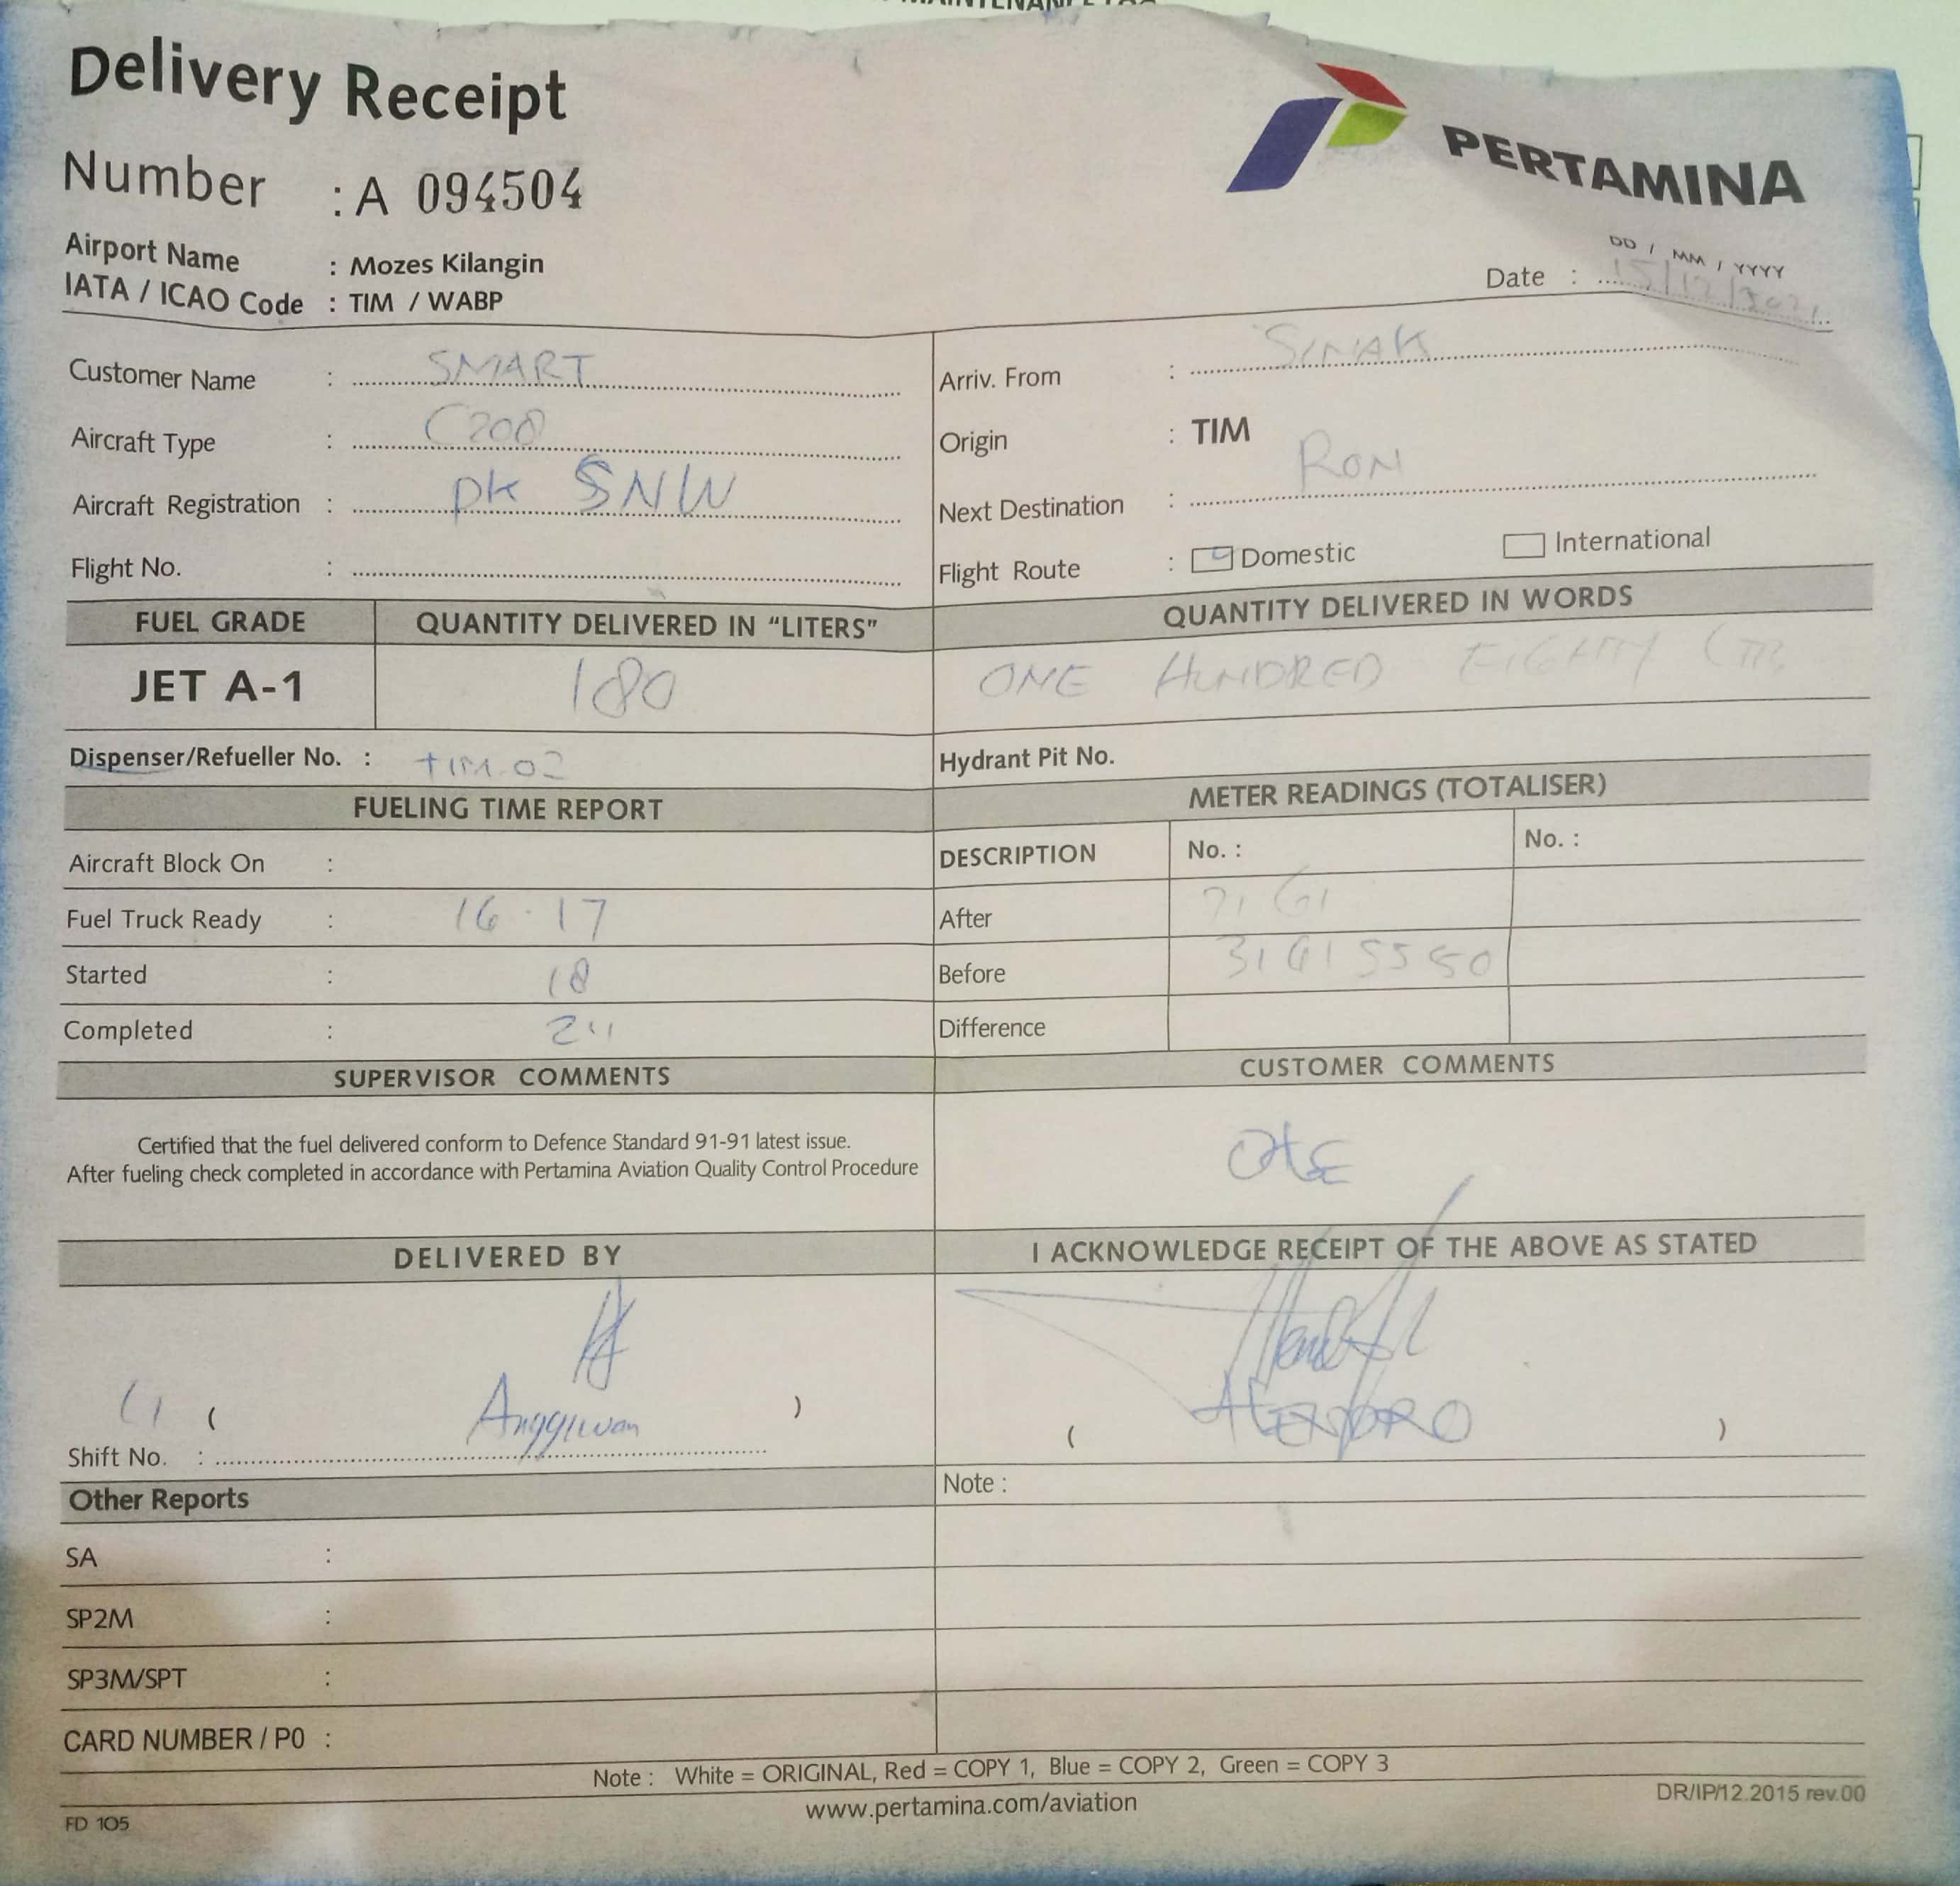 Delivery Receipt
PERTAMINA
Number : A 094504
Airport Name : Mozes Kilangin
IATA / ICAO Code : TIM / WABP
DD / MM / YYYY
Date : 15/12/2021
Customer Name : SMART
Arriv. From : SINAK
Aircraft Type : C208
Origin : TIM
Aircraft Registration : PK SNW
Next Destination : RON
Flight No. :
Flight Route : Domestic International
FUEL GRADE QUANTITY DELIVERED IN "LITERS" QUANTITY DELIVERED IN WORDS
JET A-1 180 ONE HUNDRED EIGHTY LTR
Dispenser/Refueller No. : TIM.02
Hydrant Pit No.
FUELING TIME REPORT METER READINGS (TOTALISER)
Aircraft Block On :
DESCRIPTION No. : No. :
Fuel Truck Ready : 16.17
After
Started : 18
Before
Completed :
Difference
SUPERVISOR COMMENTS CUSTOMER COMMENTS
Certified that the fuel delivered conform to Defence Standard 91-91 latest issue.
After fueling check completed in accordance with Pertamina Aviation Quality Control Procedure
DELIVERED BY I ACKNOWLEDGE RECEIPT OF THE ABOVE AS STATED
( Anggiwan )
( )
Shift No. :
Other Reports Note :
SA :
SP2M :
SP3M/SPT :
CARD NUMBER / P0 :
Note : White = ORIGINAL, Red = COPY 1, Blue = COPY 2, Green = COPY 3
www.pertamina.com/aviation
DR/IP/12.2015 rev.00
FD 105